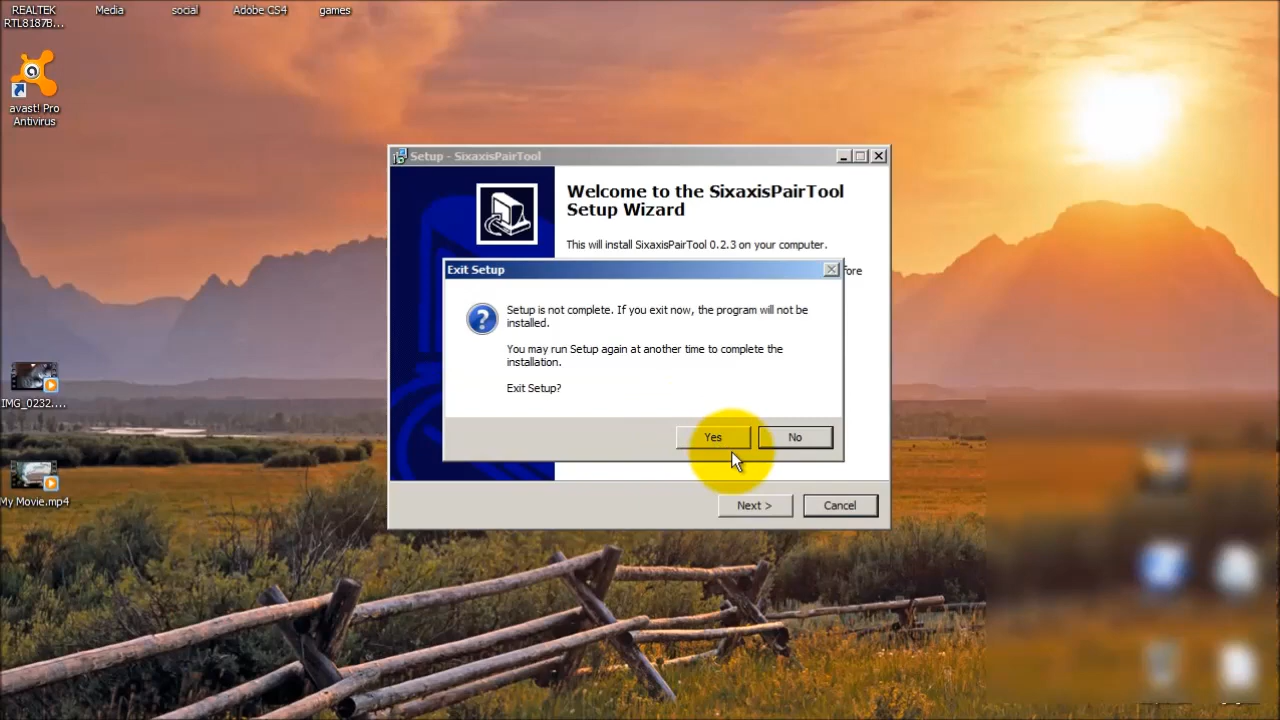 REALTEK
RTL8187B...
Media
social
Adobe CS4
games
avast! Pro
Antivirus
IMG_0232....
My Movie.mp4
Setup - SixaxisPairTool
Welcome to the SixaxisPairTool
Setup Wizard
This will install SixaxisPairTool 0.2.3 on your computer.
fore
Exit Setup
Setup is not complete. If you exit now, the program will not be
installed.
You may run Setup again at another time to complete the
installation.
Exit Setup?
Yes
No
Next >
Cancel